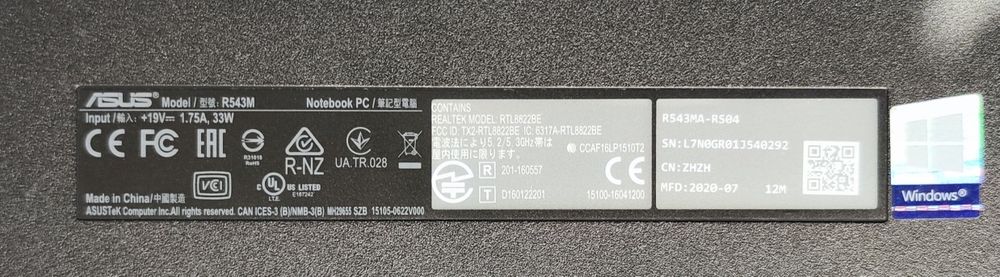 ASUS® Model / 型號: R543M Notebook PC / 筆記型電腦
Input /輸入: +19V⎓ 1.75A, 33W
CE FC R31018 RoHS R-NZ UA.TR.028
VCI c UL US LISTED
I.T.E. E187242
Made in China/中國製造
ASUSTeK Computer Inc.All rights reserved. CAN ICES-3 (B)/NMB-3(B) MH29655 SZB 15105-0622V000
CONTAINS
REALTEK MODEL: RTL8822BE
FCC ID: TX2-RTL8822BE IC: 6317A-RTL8822BE
電波法により5.2/5.3GHz帯は
屋内使用に限ります.
CCAF16LP1510T2
R 201-160557
T D160122201
CE
15100-16041200
R543MA-RS04
SN:L7N0GR01J540292
CN:ZHZH
MFD:2020-07 12M
Windows®